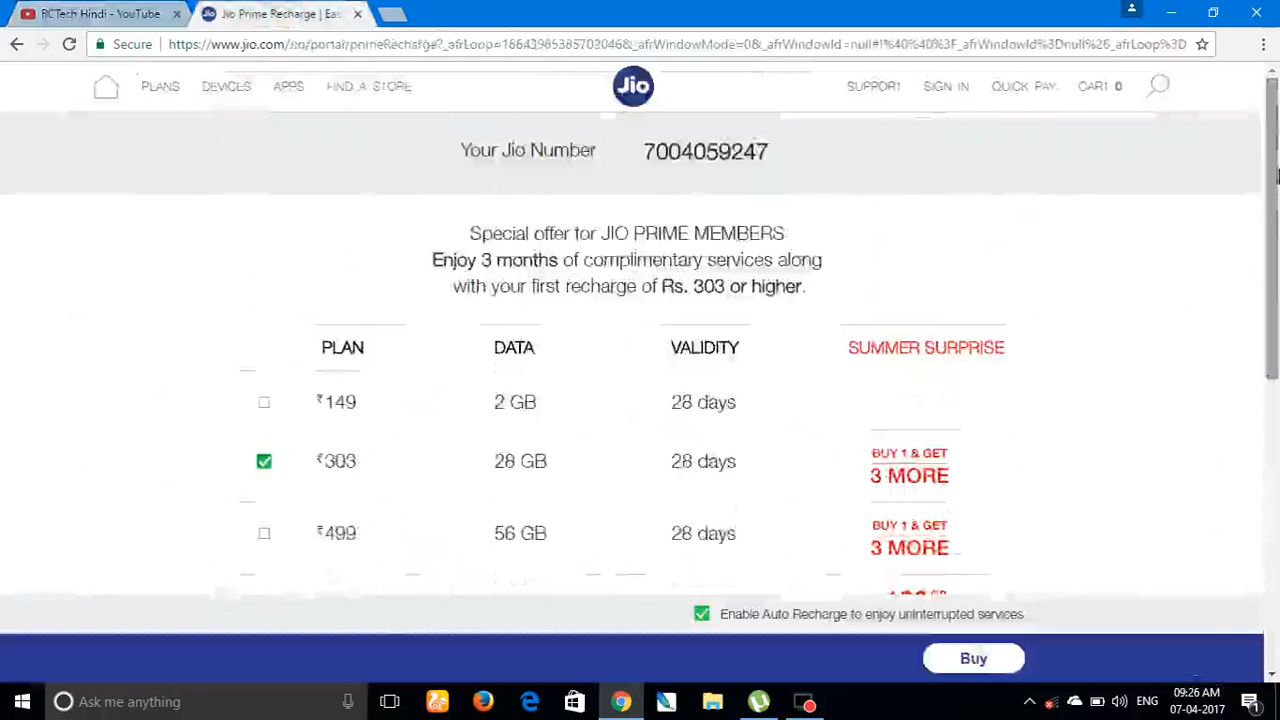 PCTech Hindi - YouTube
Jio Prime Recharge | Eas
Secure
PLANS
DEVICES
APPS
FIND A STORE
Jio
SUPPORT
SIGN IN
QUICK PAY
CART 0
Your Jio Number 7004059247
Special offer for JIO PRIME MEMBERS
Enjoy 3 months of complimentary services along
with your first recharge of Rs. 303 or higher.
PLAN DATA VALIDITY SUMMER SURPRISE
₹149 2 GB 28 days
₹303 28 GB 28 days
BUY 1 & GET
3 MORE
₹499 56 GB 28 days
BUY 1 & GET
3 MORE
Enable Auto Recharge to enjoy uninterrupted services
Buy
Ask me anything
ENG
09:26 AM
07-04-2017